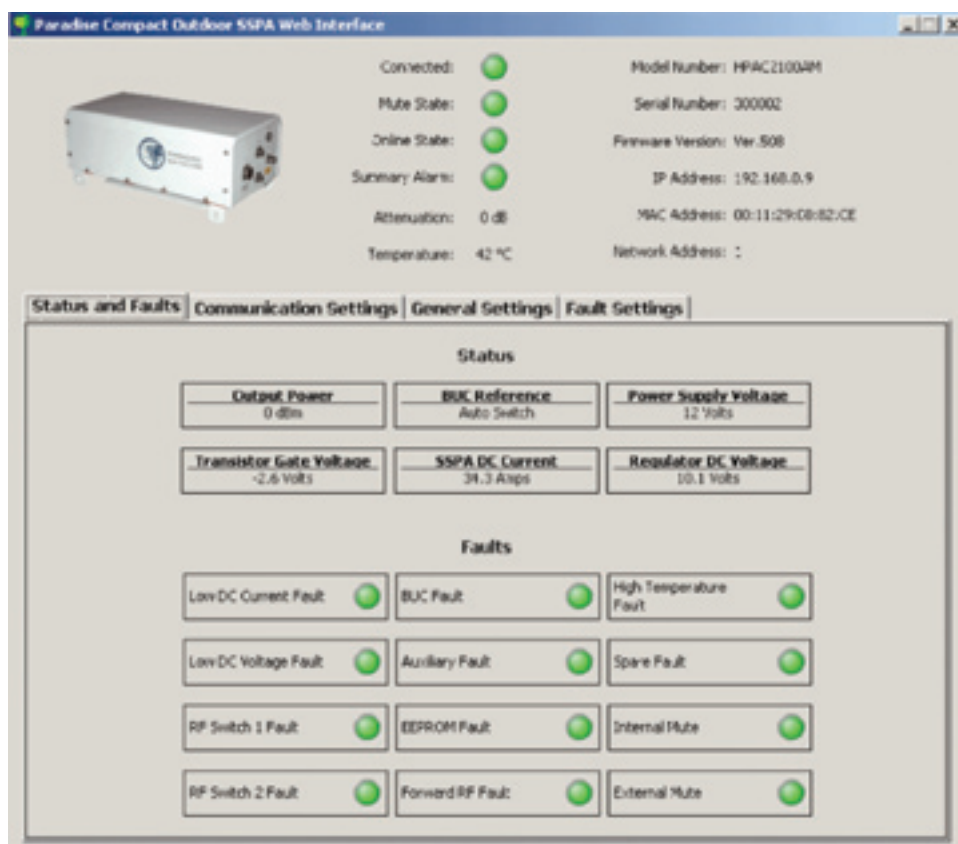 Paradise Compact Outdoor SSPA Web Interface
Connected:
Mute State:
Online State:
Summary Alarm:
Attenuation: 0 dB
Temperature: 42 °C
Model Number: HPAC2100AM
Serial Number: 300002
Firmware Version: Ver.508
IP Address: 192.168.0.9
MAC Address: 00:11:29:08:82:CE
Network Address:
Status and Faults Communication Settings General Settings Fault Settings
Status
Output Power BUC Reference Power Supply Voltage
0 dBm Auto Switch 12 Volts
Transistor Gate Voltage SSPA DC Current Regulator DC Voltage
-2.6 Volts 34.3 Amps 10.1 Volts
Faults
Low DC Current Fault BUC Fault High Temperature Fault
Low DC Voltage Fault Auxiliary Fault Spare Fault
RF Switch 1 Fault EEPROM Fault Internal Mute
RF Switch 2 Fault Forward RF Fault External Mute